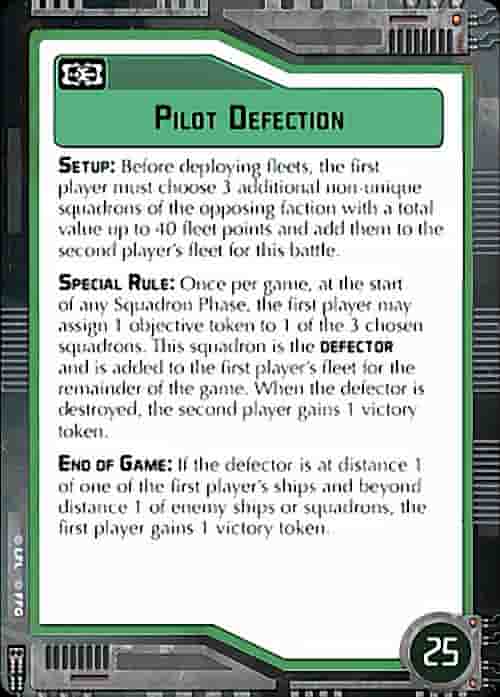 PILOT DEFECTION
SETUP: Before deploying fleets, the first
player must choose 3 additional non-unique
squadrons of the opposing faction with a total
value up to 40 fleet points and add them to the
second player's fleet for this battle.
SPECIAL RULE: Once per game, at the start
of any Squadron Phase, the first player may
assign 1 objective token to 1 of the 3 chosen
squadrons. This squadron is the DEFECTOR
and is added to the first player's fleet for the
remainder of the game. When the defector is
destroyed, the second player gains 1 victory
token.
END OF GAME: If the defector is at distance 1
of one of the first player's ships and beyond
distance 1 of enemy ships or squadrons, the
first player gains 1 victory token.
© LFL © FFG
25